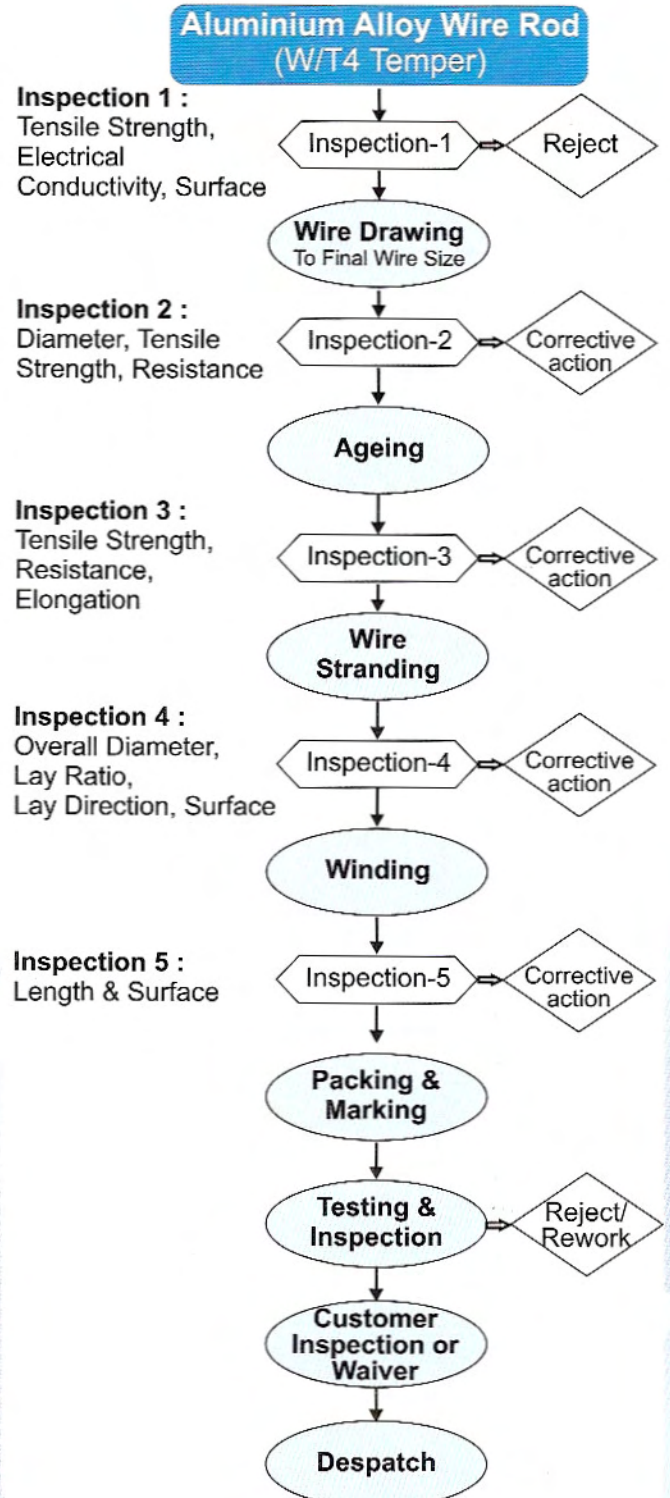 Aluminium Alloy Wire Rod
(W/T4 Temper)
Inspection 1 :
Tensile Strength,
Electrical
Conductivity, Surface
Inspection-1
Reject
Wire Drawing
To Final Wire Size
Inspection 2 :
Diameter, Tensile
Strength, Resistance
Inspection-2
Corrective
action
Ageing
Inspection 3 :
Tensile Strength,
Resistance,
Elongation
Inspection-3
Corrective
action
Wire
Stranding
Inspection 4 :
Overall Diameter,
Lay Ratio,
Lay Direction, Surface
Inspection-4
Corrective
action
Winding
Inspection 5 :
Length & Surface
Inspection-5
Corrective
action
Packing &
Marking
Testing &
Inspection
Reject/
Rework
Customer
Inspection or
Waiver
Despatch